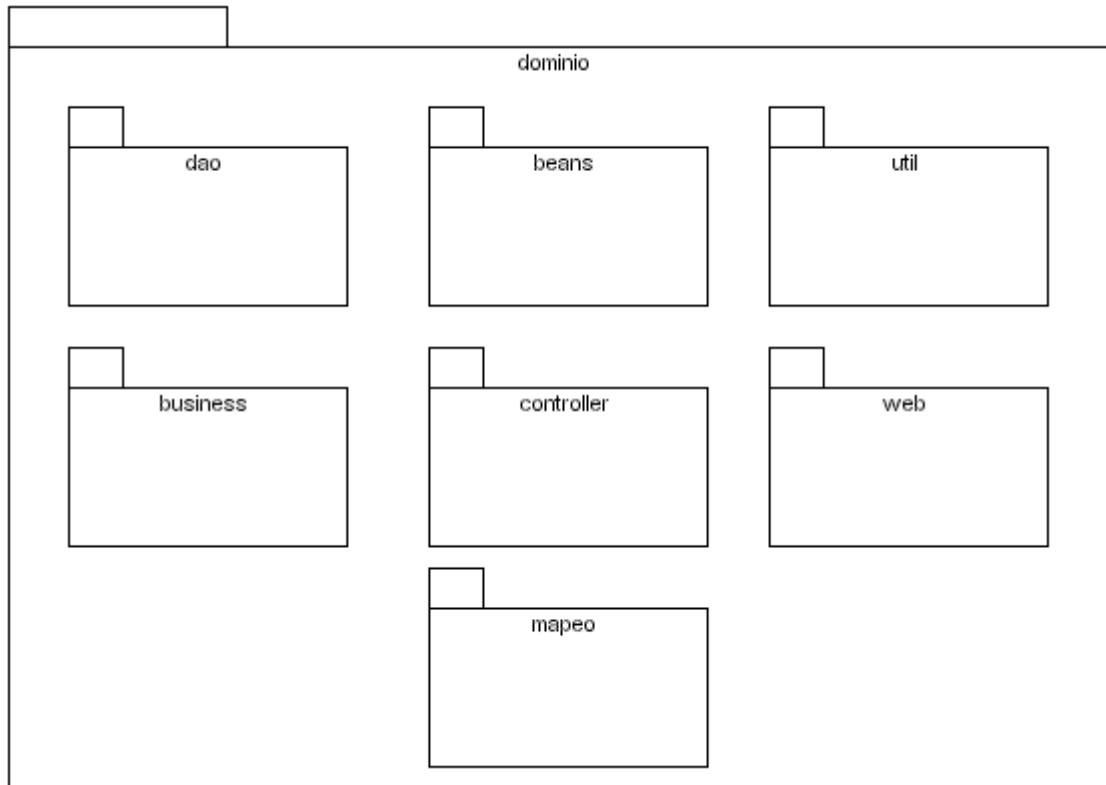 dominio
dao
beans
util
business
controller
web
mapeo